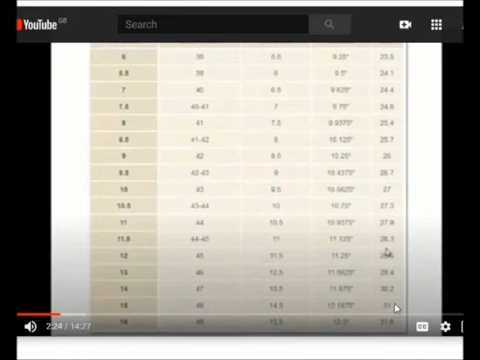 YouTube GB Search
6 39 5.5 9.25" 23.5
6.5 39 6 9.5" 24.1
7 40 6.5 9.625" 24.4
7.5 40-41 7 9.75" 24.8
8 41 7.5 9.9375" 25.4
8.5 41-42 8 10.125" 25.7
9 42 8.5 10.25" 26
9.5 42-43 9 10.4375" 26.7
10 43 9.5 10.5625" 27
10.5 43-44 10 10.75" 27.3
11 44 10.5 10.9375" 27.9
11.5 44-45 11 11.125" 28.3
12 45 11.5 11.25"
13 46 12.5 11.5625" 29.4
14 47 13.5 11.875" 30.2
15 48 14.5 12.1875" 31
16 49 15.5 12.5" 31.8
2:24 / 14:27